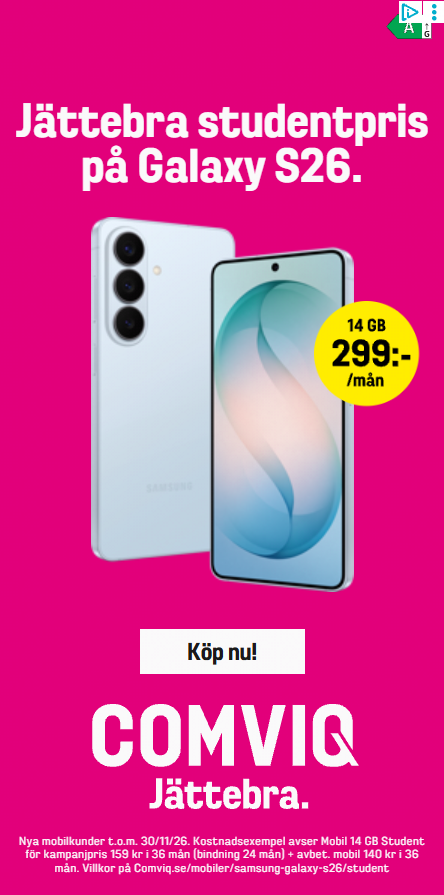 A
G
Jättebra studentpris
på Galaxy S26.
14 GB
299:-
/mån
SAMSUNG
Köp nu!
COMVIQ
Jättebra.
Nya mobilkunder t.o.m. 30/11/26. Kostnadsexempel avser Mobil 14 GB Student
för kampanjpris 159 kr i 36 mån (bindning 24 mån) + avbet. mobil 140 kr i 36
mån. Villkor på Comviq.se/mobiler/samsung-galaxy-s26/student